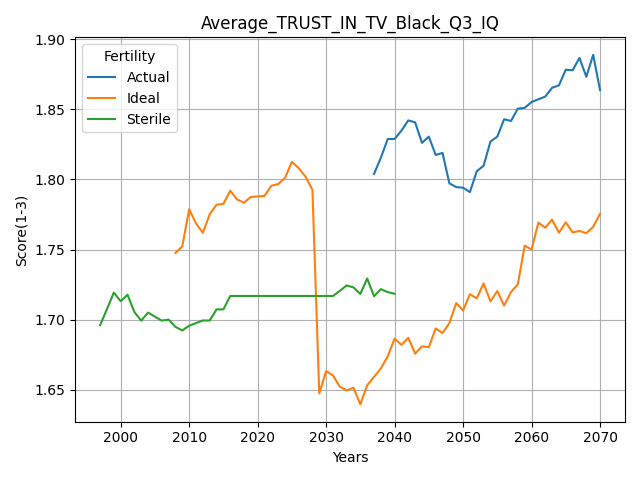 Average_TRUST_IN_TV_Black_Q3_IQ
Fertility
Actual
Ideal
Sterile
Score(1-3)
1.90
1.85
1.80
1.75
1.70
1.65
2000 2010 2020 2030 2040 2050 2060 2070
Years